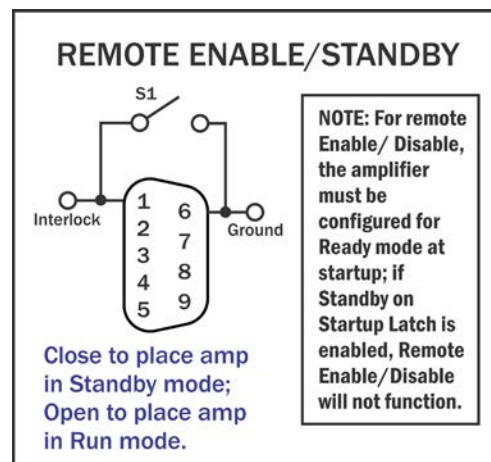 REMOTE ENABLE/STANDBY
S1
Interlock
Ground
1
2
3
4
5
6
7
8
9
Close to place amp
in Standby mode;
Open to place amp
in Run mode.
NOTE: For remote
Enable/ Disable,
the amplifier
must be
configured for
Ready mode at
startup; if
Standby on
Startup Latch is
enabled, Remote
Enable/Disable
will not function.